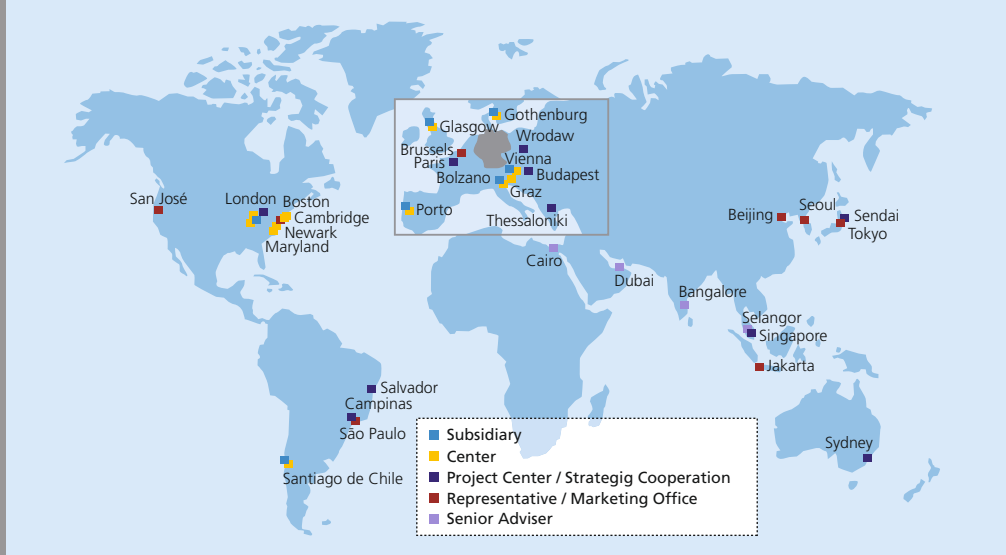 Gothenburg
Glasgow
Wrodaw
Brussels
Paris
Vienna
Bolzano
Budapest
Graz
Porto
Thessaloniki
San José
London
Boston
Cambridge
Newark
Maryland
Beijing
Seoul
Sendai
Tokyo
Cairo
Dubai
Bangalore
Selangor
Singapore
Jakarta
Salvador
Campinas
São Paulo
Santiago de Chile
Sydney
Subsidiary
Center
Project Center / Strategig Cooperation
Representative / Marketing Office
Senior Adviser